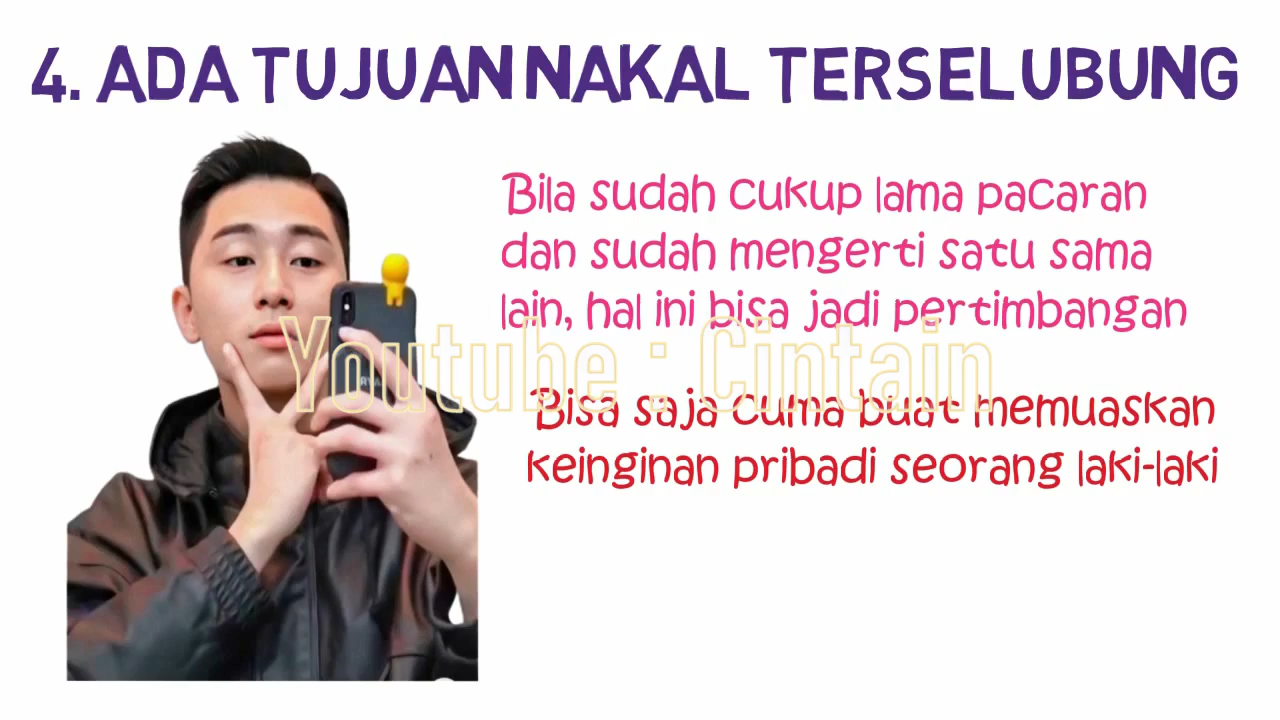 4. ADA TUJUAN NAKAL TERSELUBUNG
Bila sudah cukup lama pacaran
dan sudah mengerti satu sama
lain, hal ini bisa jadi pertimbangan
Youtube : Cintain
Bisa saja cuma buat memuaskan
keinginan pribadi seorang laki-laki